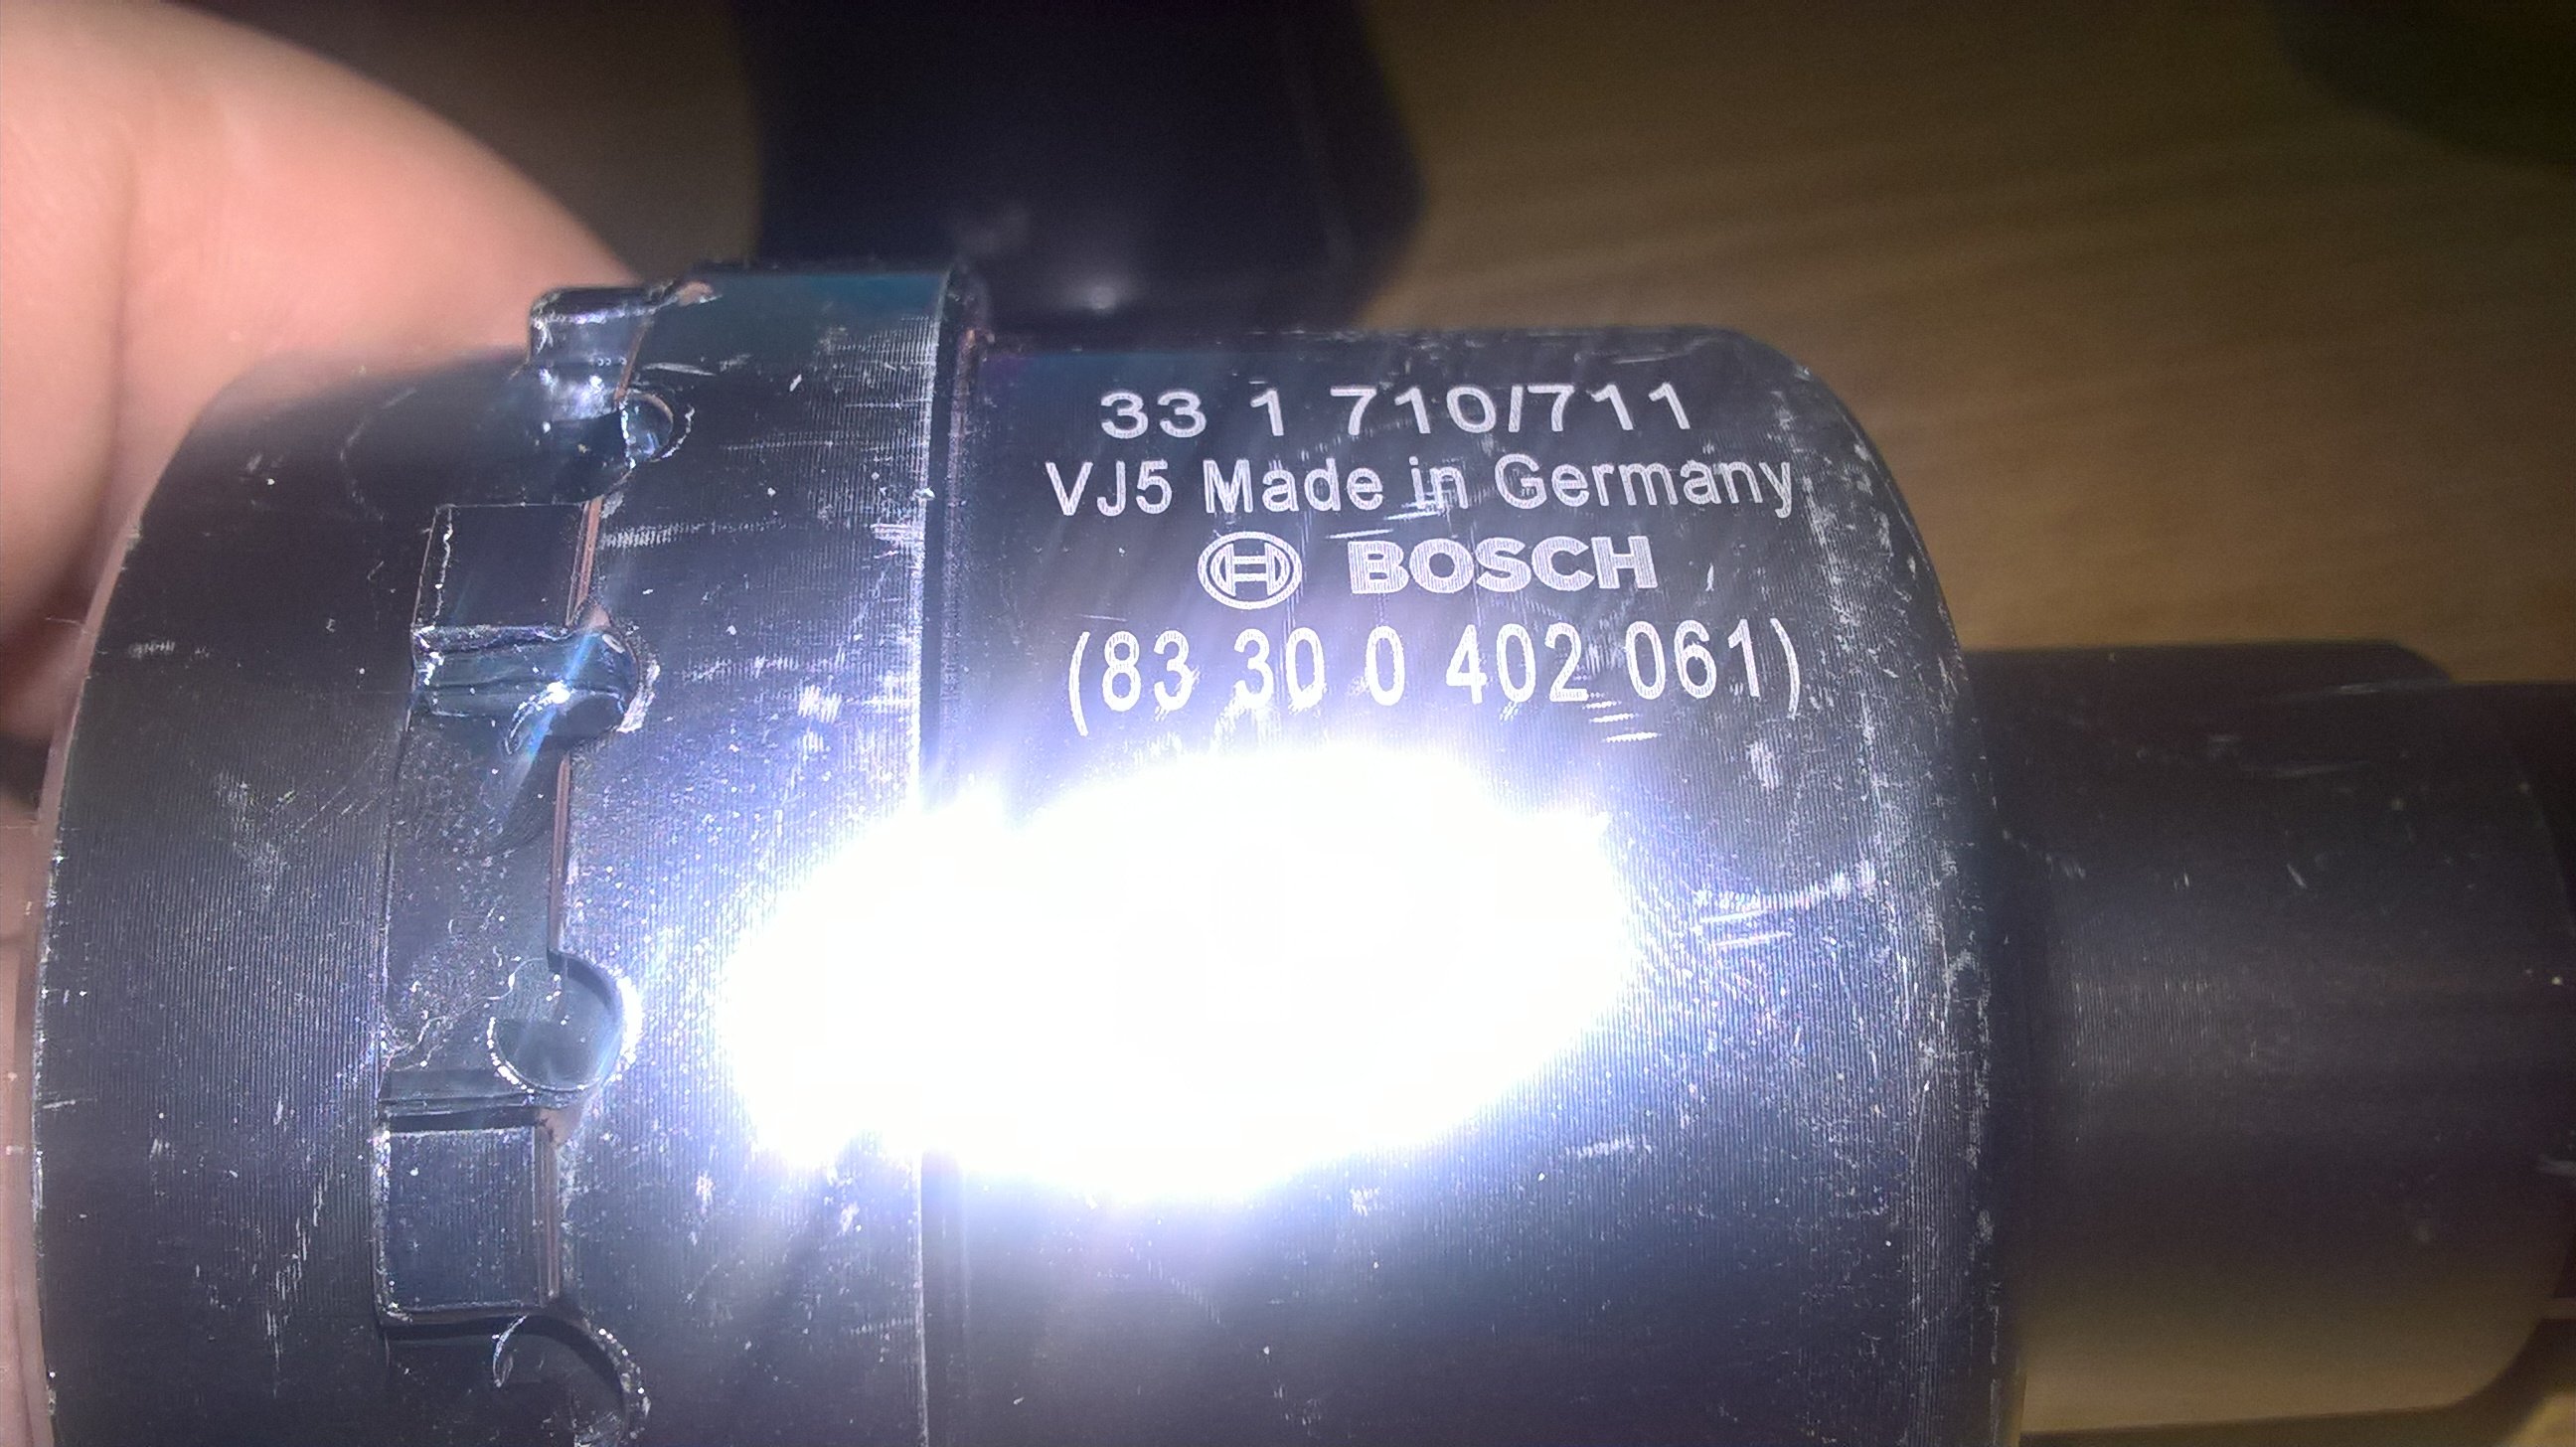 33 1 710/711
VJ5 Made in Germany
BOSCH
(83 30 0 402 061)